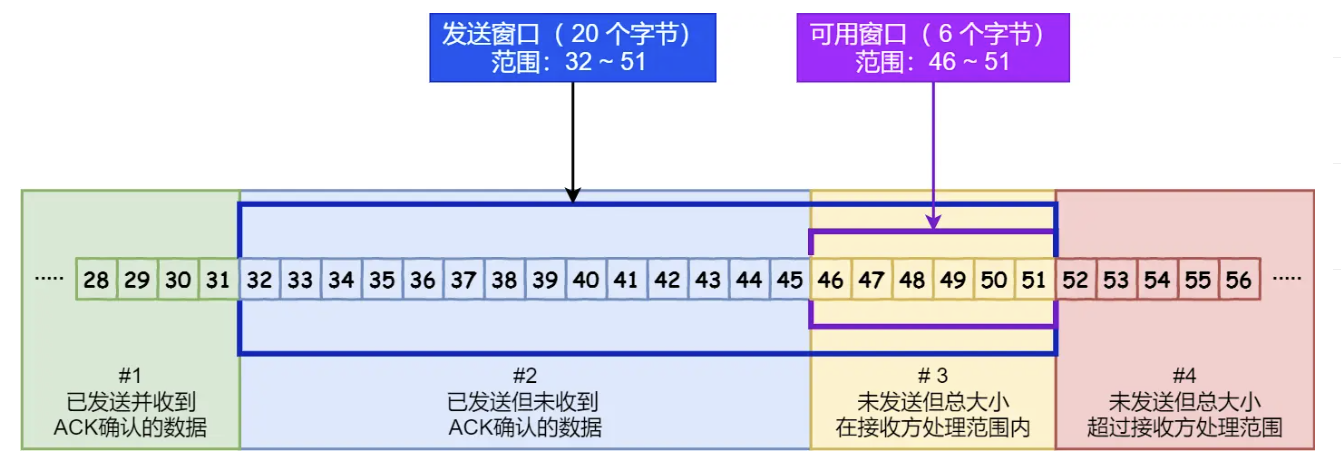 发送窗口（20 个字节）
范围：32 ~ 51
可用窗口（6 个字节）
范围：46 ~ 51
····· 28 29 30 31 32 33 34 35 36 37 38 39 40 41 42 43 44 45 46 47 48 49 50 51 52 53 54 55 56 ·····
#1
已发送并收到
ACK确认的数据
#2
已发送但未收到
ACK确认的数据
# 3
未发送但总大小
在接收方处理范围内
#4
未发送但总大小
超过接收方处理范围